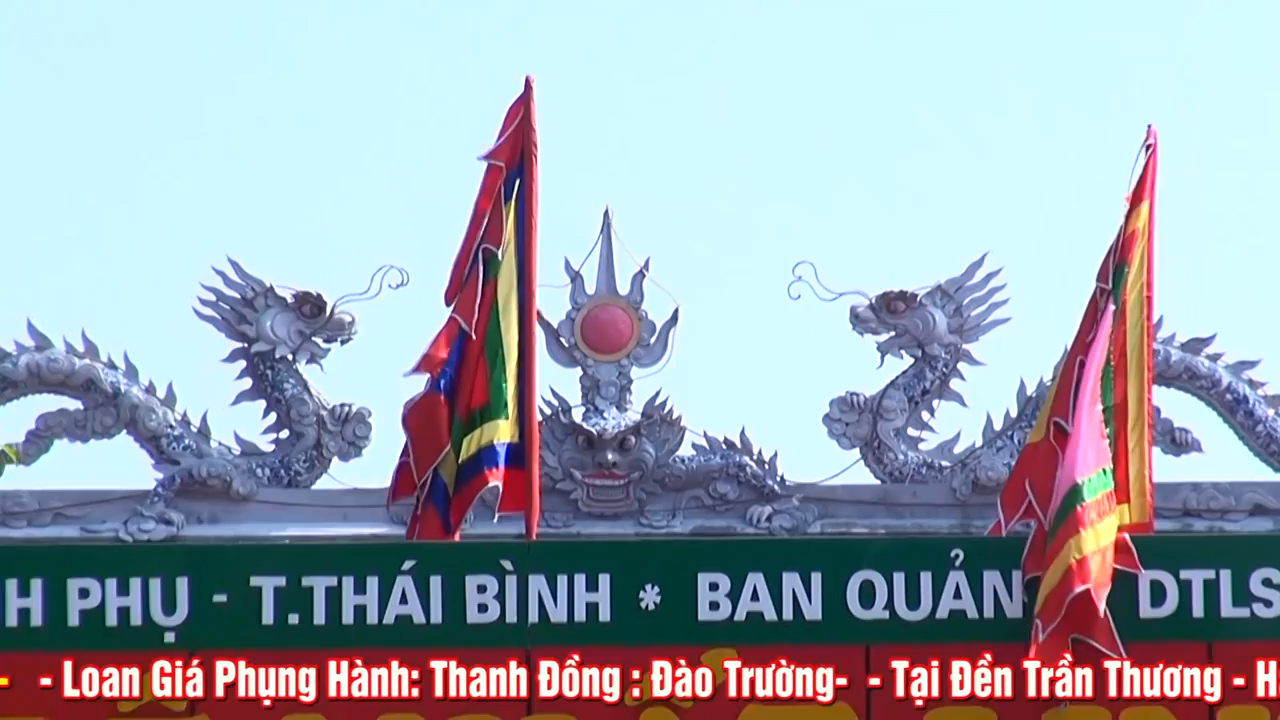 H PHỤ - T.THÁI BÌNH * BAN QUẢN DTLS
- - Loan Giá Phụng Hành: Thanh Đồng : Đào Trường- - Tại Đền Trần Thương - H